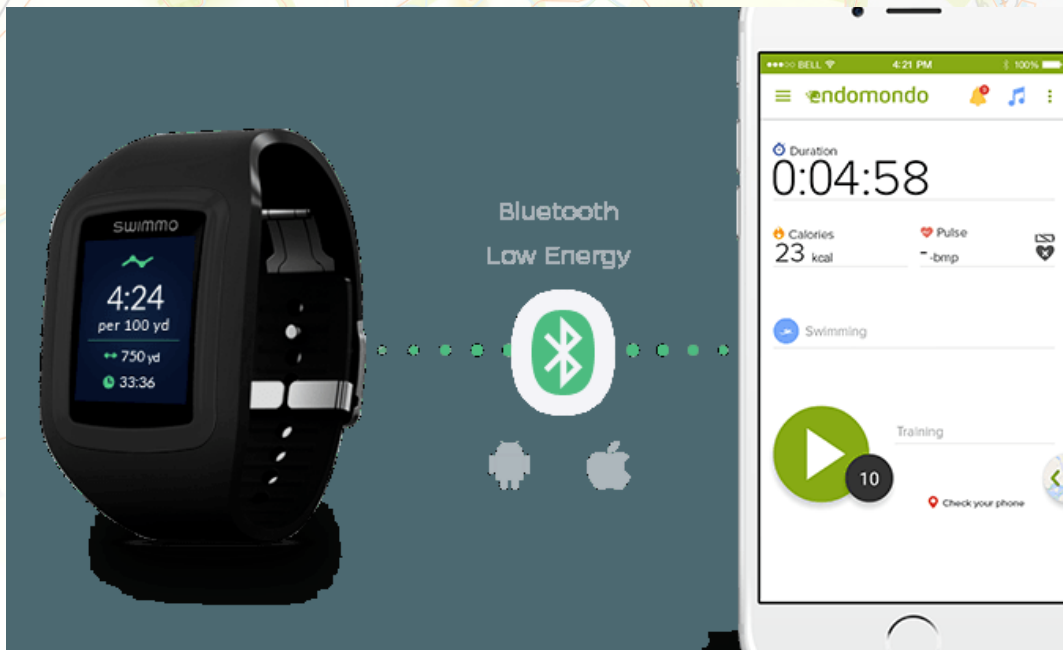 SWIMMO
4:24
per 100 yd
750 yd
33:36
Bluetooth
Low Energy
BELL 4:21 PM 100%
endomondo
Duration
0:04:58
Calories
23 kcal
Pulse
- -bmp
Swimming
Training
10
Check your phone